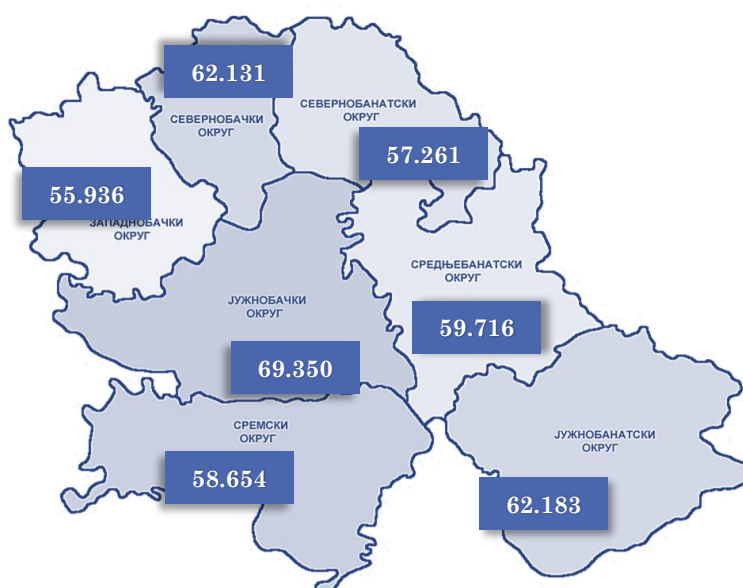 62.131
СЕВЕРНОБАЧКИ
ОКРУГ
СЕВЕРНОБАНАТСКИ
ОКРУГ
57.261
55.936
ЗАПАДНОБАЧКИ
ОКРУГ
СРЕДЊЕБАНАТСКИ
ОКРУГ
59.716
ЈУЖНОБАЧКИ
ОКРУГ
69.350
СРЕМСКИ
ОКРУГ
58.654
ЈУЖНОБАНАТСКИ
ОКРУГ
62.183